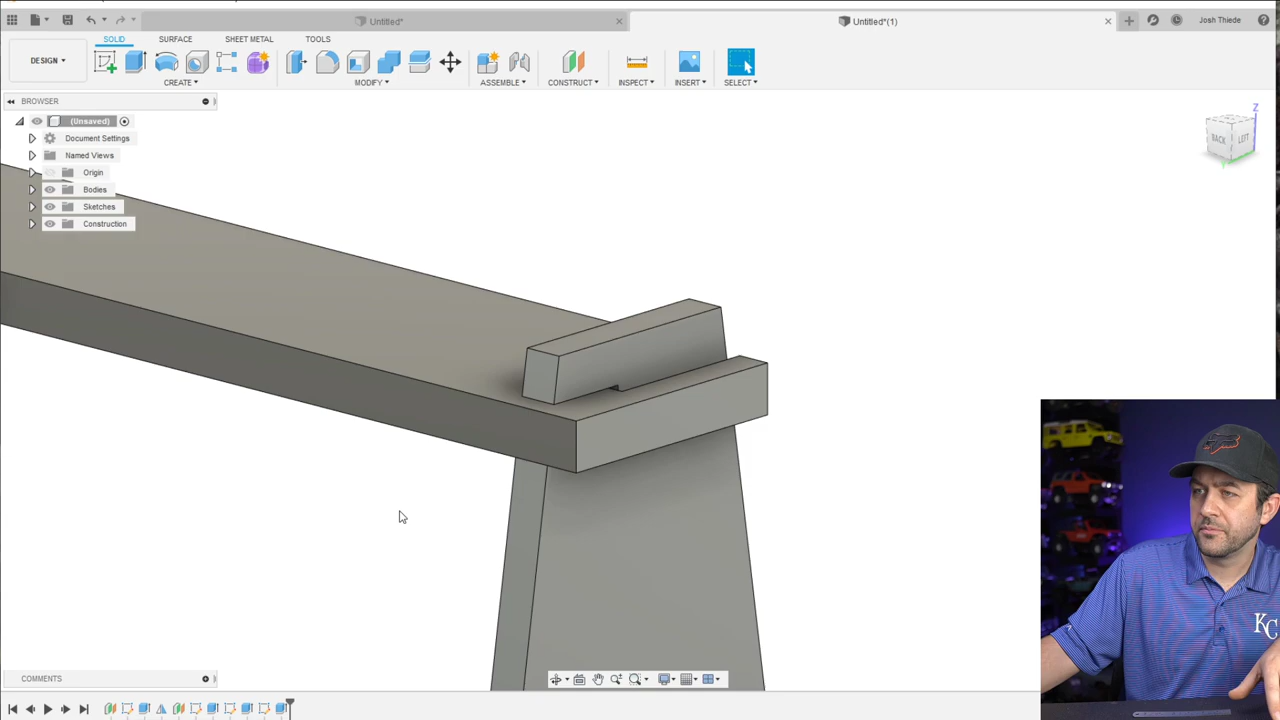 Untitled*
Untitled*(1)
Josh Thiede
DESIGN
SOLID
SURFACE
SHEET METAL
TOOLS
CREATE
MODIFY
ASSEMBLE
CONSTRUCT
INSPECT
INSERT
SELECT
BROWSER
(Unsaved)
Document Settings
Named Views
Origin
Bodies
Sketches
Construction
Z
BACK
LEFT
Y
KC
COMMENTS